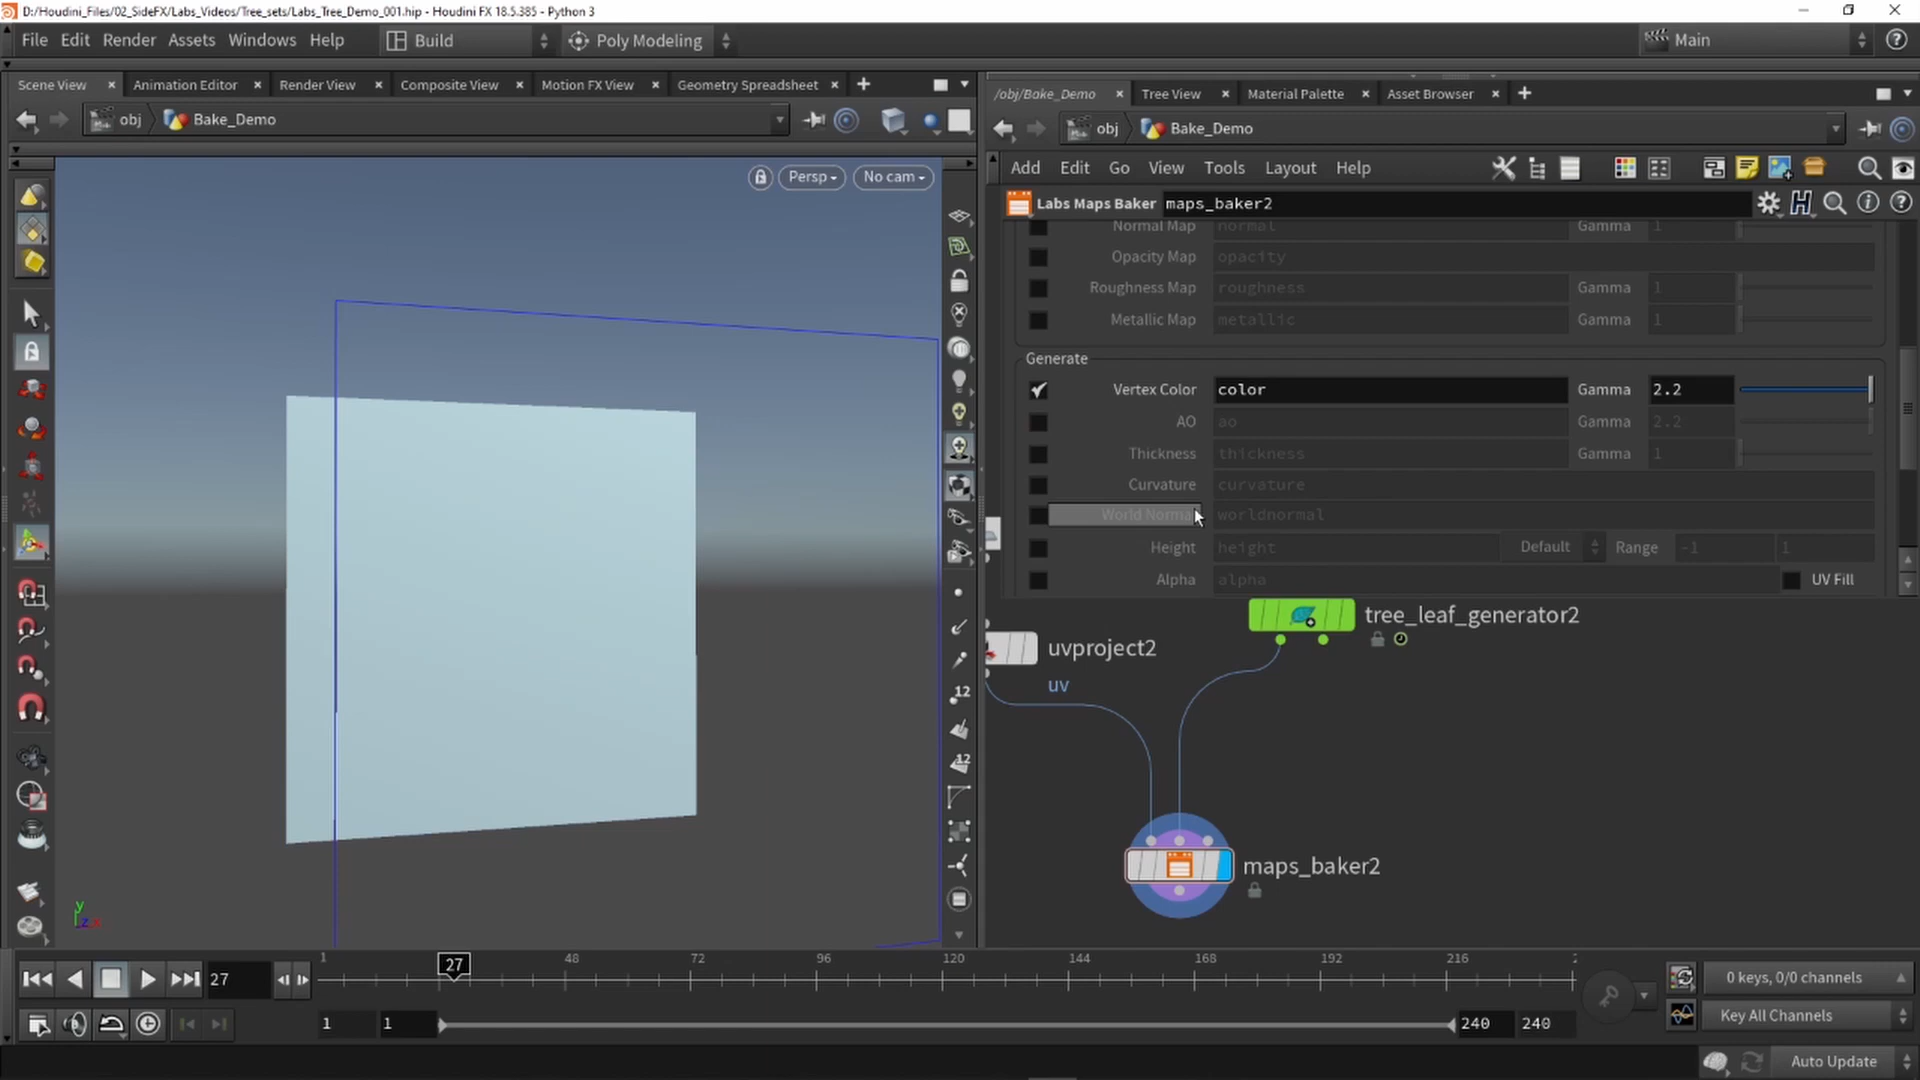 D:/Houdini_Files/02_SideFX/Labs_Videos/Tree_sets/Labs_Tree_Demo_001.hip - Houdini FX 18.5.385 - Python 3
File Edit Render Assets Windows Help Build Poly Modeling Main
Scene View Animation Editor Render View Composite View Motion FX View Geometry Spreadsheet
/obj/Bake_Demo Tree View Material Palette Asset Browser
obj Bake_Demo
obj Bake_Demo
Add Edit Go View Tools Layout Help
Persp No cam
Labs Maps Baker maps_baker2
Normal Map normal Gamma 1
Opacity Map opacity
Roughness Map roughness Gamma 1
Metallic Map metallic Gamma 1
Generate
Vertex Color color Gamma 2.2
AO ao Gamma 2.2
Thickness thickness Gamma 1
Curvature curvature
World Normal worldnormal
Height height Default Range -1 1
Alpha alpha UV Fill
tree_leaf_generator2
uvproject2
uv
maps_baker2
12
12
y
z x
1 27 48 72 96 120 144 168 192 216 2
27
0 keys, 0/0 channels
1 1 240 240
Key All Channels
Auto Update